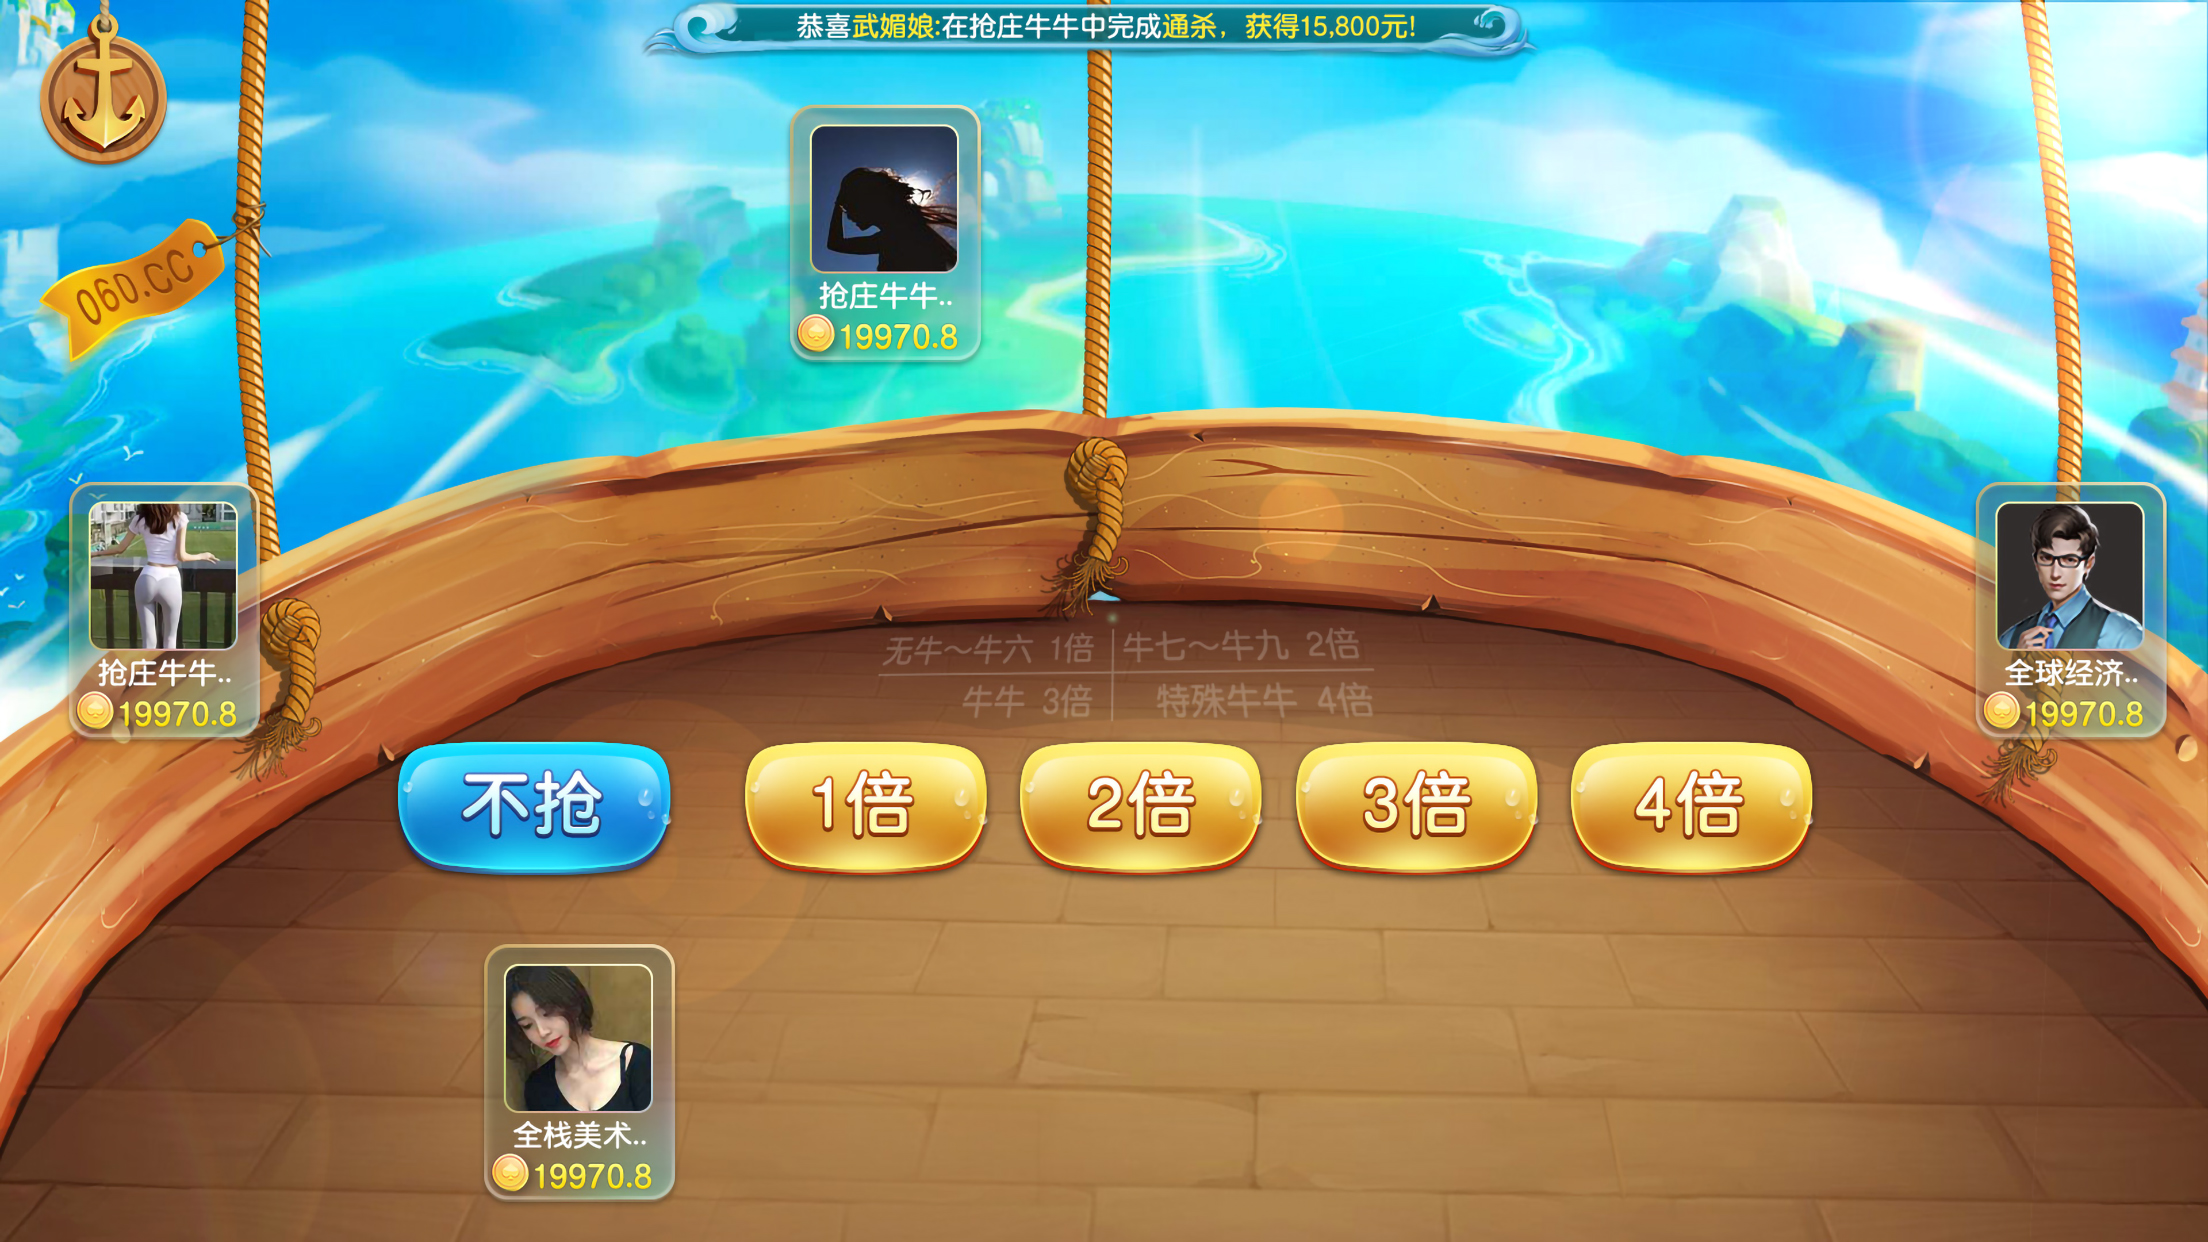 恭喜武媚娘:在抢庄牛牛中完成通杀，获得15,800元!
060.CC
抢庄牛牛..
19970.8
抢庄牛牛..
19970.8
全球经济..
19970.8
无牛～牛六 1倍 牛七～牛九 2倍
牛牛 3倍 特殊牛牛 4倍
不抢 1倍 2倍 3倍 4倍
全栈美术..
19970.8